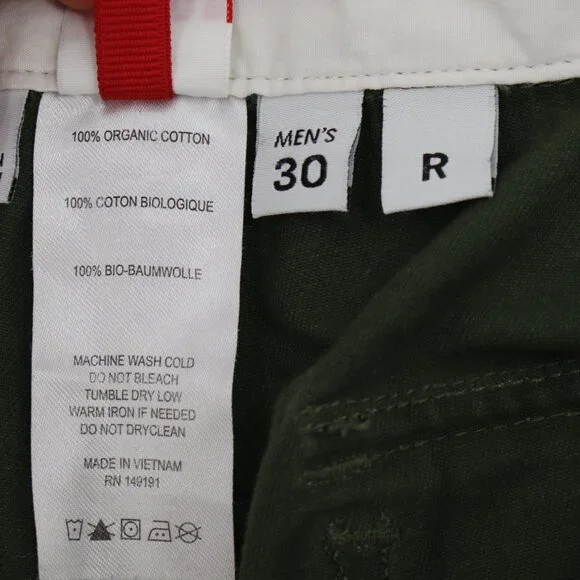 100% ORGANIC COTTON
100% COTON BIOLOGIQUE
100% BIO-BAUMWOLLE
MACHINE WASH COLD
DO NOT BLEACH
TUMBLE DRY LOW
WARM IRON IF NEEDED
DO NOT DRYCLEAN
MADE IN VIETNAM
RN 149191
MEN'S
30
R